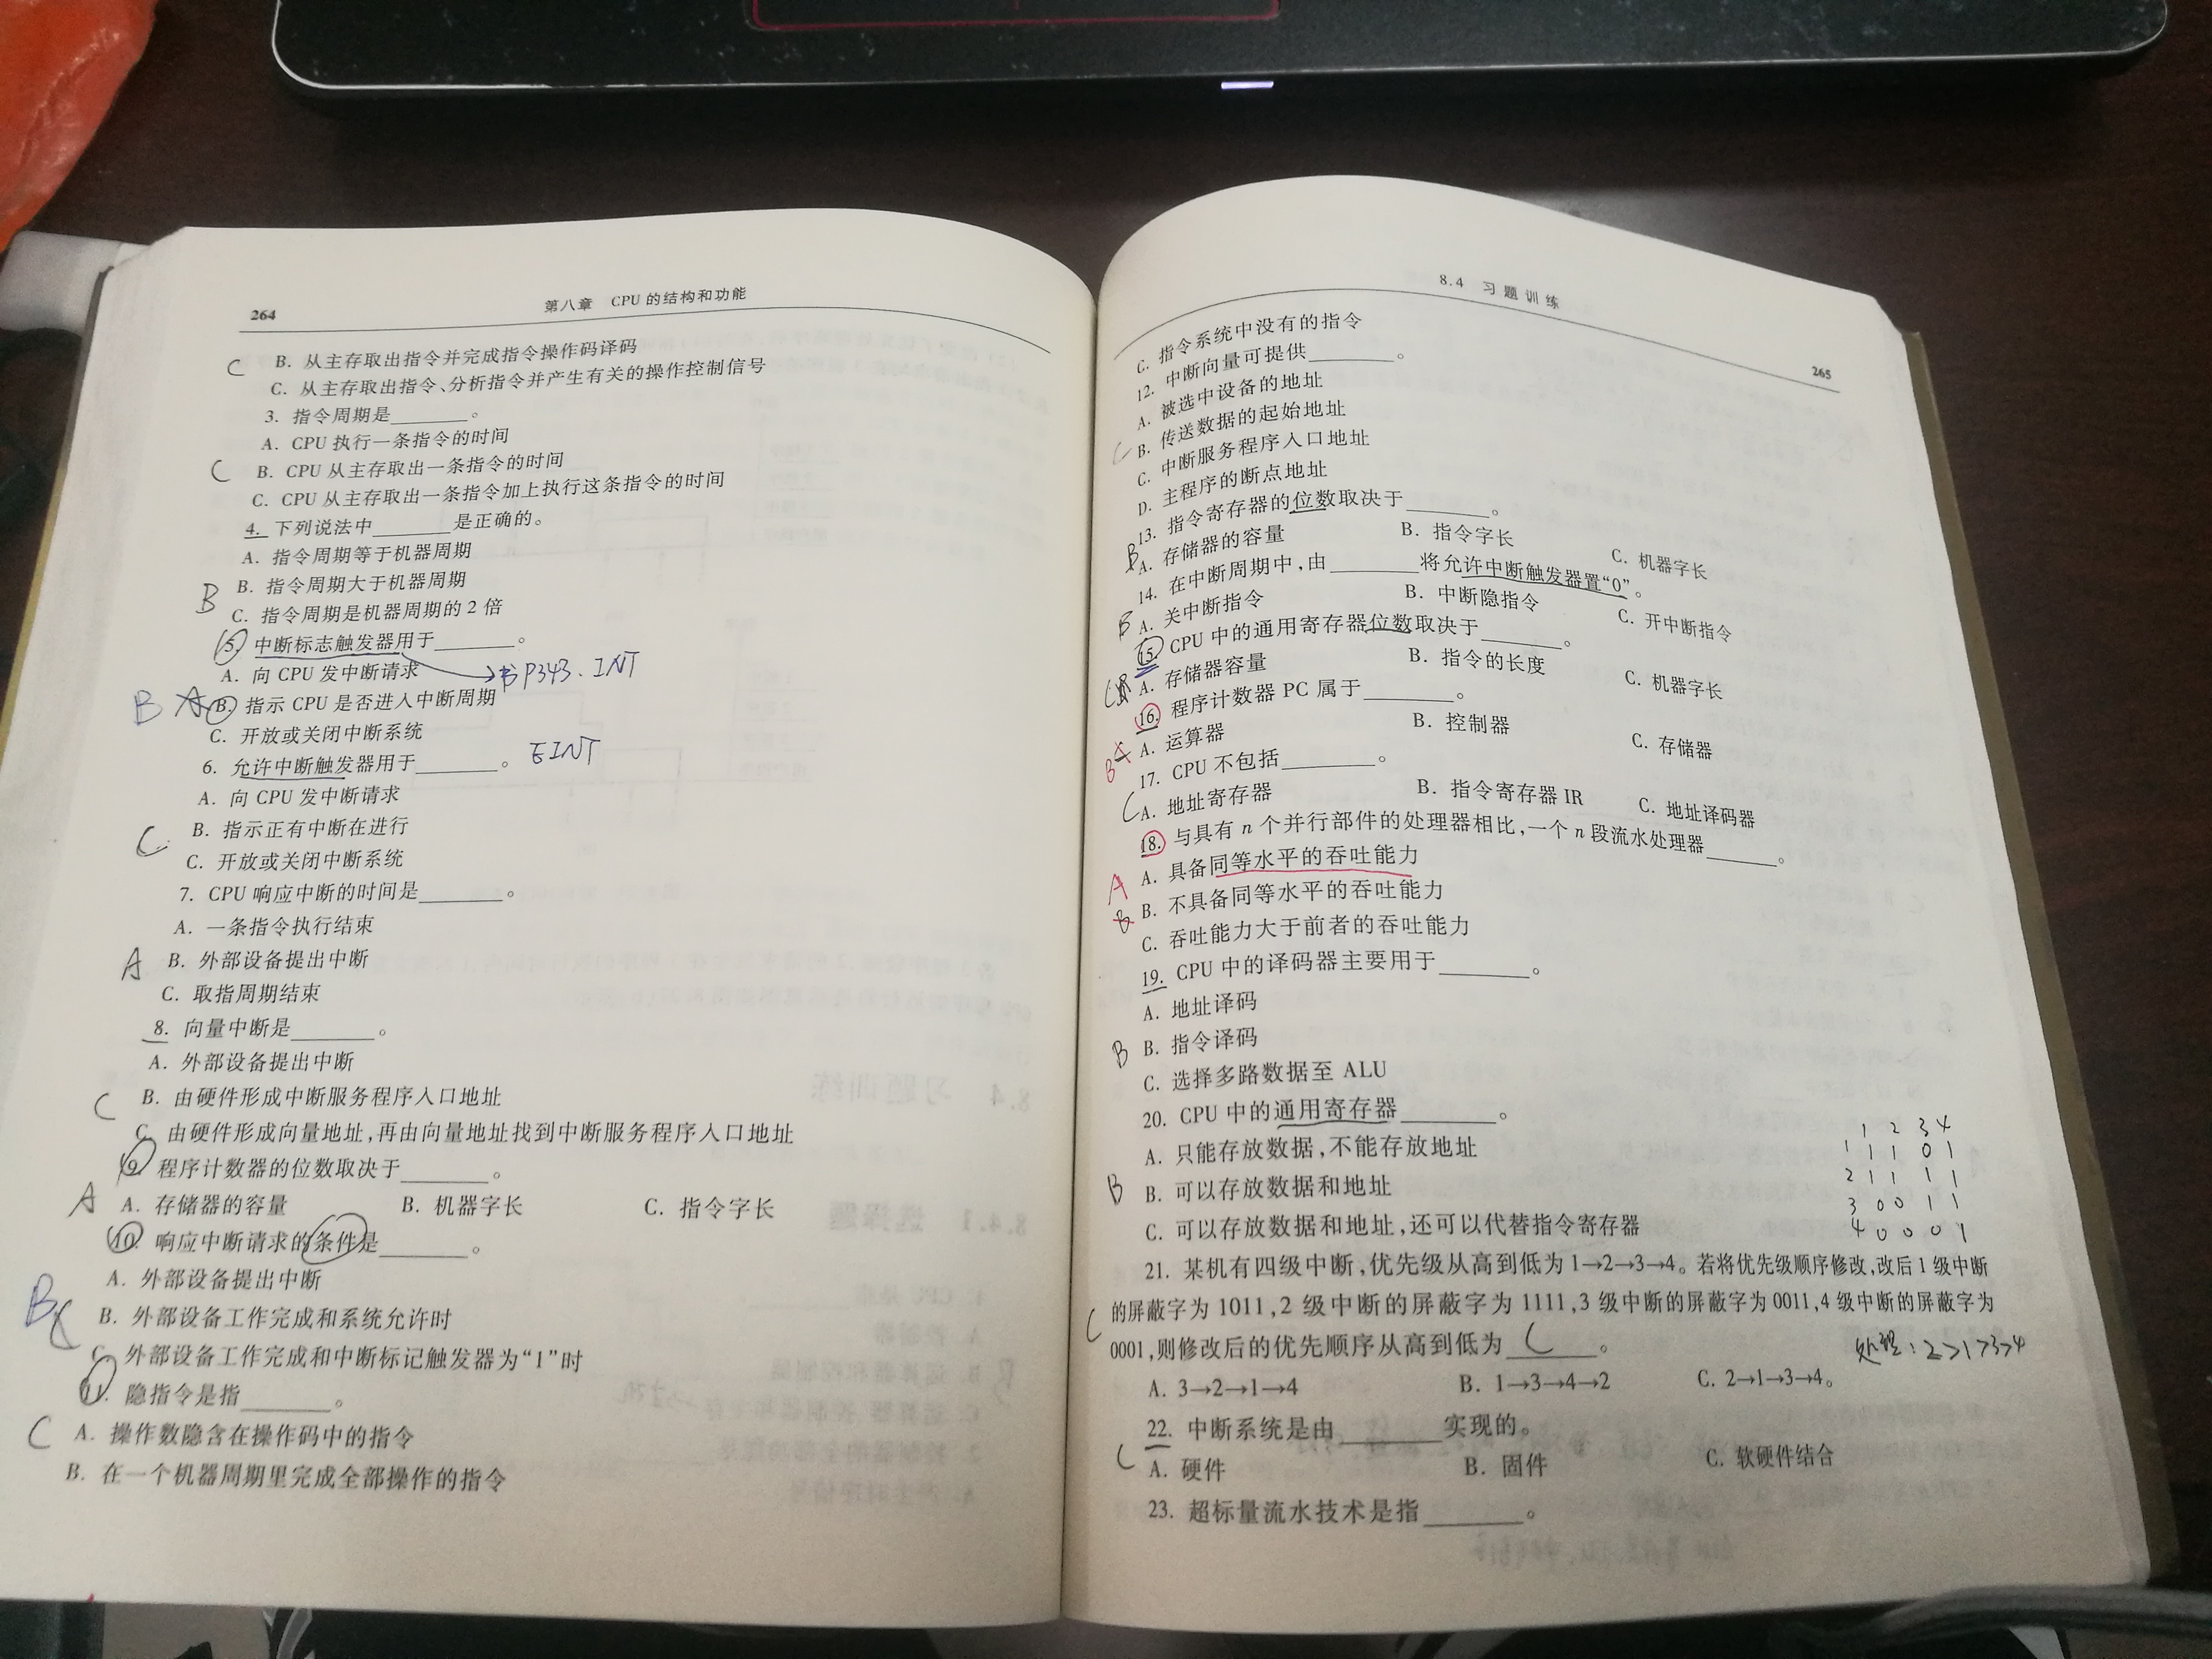 264
第八章 CPU 的结构和功能
C
B. 从主存取出指令并完成指令操作码译码
C. 从主存取出指令、分析指令并产生有关的操作控制信号
3. 指令周期是________。
A. CPU 执行一条指令的时间
C
B. CPU 从主存取出一条指令的时间
C. CPU 从主存取出一条指令加上执行这条指令的时间
4. 下列说法中________是正确的。
A. 指令周期等于机器周期
B. 指令周期大于机器周期
B
C. 指令周期是机器周期的 2 倍
5. 中断标志触发器用于________。
A. 向 CPU 发中断请求
书P343. INT
B A B. 指示 CPU 是否进入中断周期
C. 开放或关闭中断系统
6. 允许中断触发器用于________。 EINT
A. 向 CPU 发中断请求
B. 指示正有中断在进行
C
C. 开放或关闭中断系统
7. CPU 响应中断的时间是________。
A. 一条指令执行结束
A B. 外部设备提出中断
C. 取指周期结束
8. 向量中断是________。
A. 外部设备提出中断
C B. 由硬件形成中断服务程序入口地址
C. 由硬件形成向量地址,再由向量地址找到中断服务程序入口地址
9. 程序计数器的位数取决于________。
A A. 存储器的容量 B. 机器字长 C. 指令字长
10. 响应中断请求的条件是________。
A. 外部设备提出中断
B C B. 外部设备工作完成和系统允许时
C. 外部设备工作完成和中断标记触发器为“1”时
11. 隐指令是指________。
C A. 操作数隐含在操作码中的指令
B. 在一个机器周期里完成全部操作的指令
8.4 习题训练
265
C. 指令系统中没有的指令
12. 中断向量可提供________。
A. 被选中设备的地址
C B. 传送数据的起始地址
C. 中断服务程序入口地址
D. 主程序的断点地址
13. 指令寄存器的位数取决于________。
B A. 存储器的容量 B. 指令字长 C. 机器字长
14. 在中断周期中,由________将允许中断触发器置“0”。
B A. 关中断指令 B. 中断隐指令 C. 开中断指令
15. CPU 中的通用寄存器位数取决于________。
C A. 存储器容量 B. 指令的长度 C. 机器字长
16. 程序计数器 PC 属于________。
B A. 运算器 B. 控制器 C. 存储器
17. CPU 不包括________。
C A. 地址寄存器 B. 指令寄存器 IR C. 地址译码器
18. 与具有 n 个并行部件的处理器相比,一个 n 段流水处理器________。
A A. 具备同等水平的吞吐能力
B. 不具备同等水平的吞吐能力
C. 吞吐能力大于前者的吞吐能力
19. CPU 中的译码器主要用于________。
A. 地址译码
B B. 指令译码
C. 选择多路数据至 ALU
20. CPU 中的通用寄存器________。
A. 只能存放数据,不能存放地址
B B. 可以存放数据和地址
C. 可以存放数据和地址,还可以代替指令寄存器
1 2 3 4
1 1 1 0 1
2 1 1 1 1
3 0 0 1 1
4 0 0 0 1
21. 某机有四级中断,优先级从高到低为 1→2→3→4。若将优先级顺序修改,改后 1 级中断
的屏蔽字为 1011,2 级中断的屏蔽字为 1111,3 级中断的屏蔽字为 0011,4 级中断的屏蔽字为
C
0001,则修改后的优先顺序从高到低为 C 。
处理:2>1>3>4
A. 3→2→1→4 B. 1→3→4→2 C. 2→1→3→4。
22. 中断系统是由________实现的。
C A. 硬件 B. 固件 C. 软硬件结合
23. 超标量流水技术是指________。